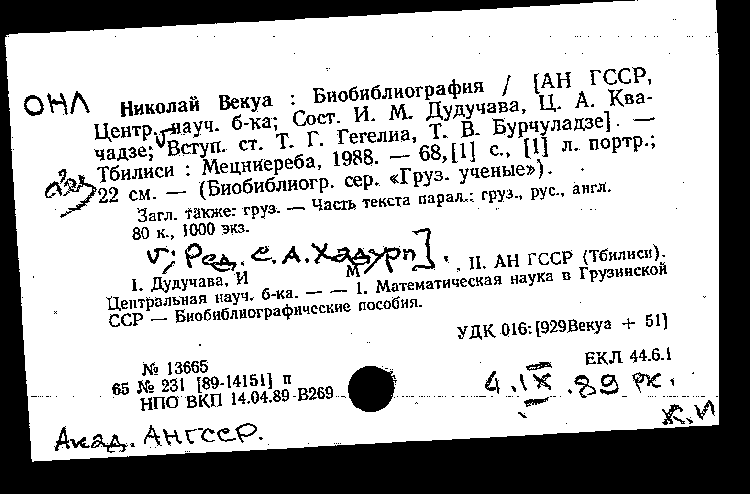 ОНЛ Николай Векуа : Биобиблиография / [АН ГССР,
Центр. науч. б-ка; Сост. И. М. Дудучава, Ц. А. Ква-
чадзе; Вступ. ст. Т. Г. Гегелиа, Т. В. Бурчуладзе]. —
Тбилиси : Мецниереба, 1988. — 68,[1] с., [1] л. портр.;
22 см. — (Биобиблиогр. сер. «Груз. ученые»).
Загл. также: груз. — Часть текста парал.: груз., рус., англ.
80 к., 1000 экз.
V; Ред. С. А. Хадури].
I. Дудучава, И М . II. АН ГССР (Тбилиси).
Центральная науч. б-ка. — — 1. Математическая наука в Грузинской
ССР — Биобиблиографические пособия.
УДК 016:[929Векуа + 51]
№ 13665
ЕКЛ 44.6.1
65 № 231 [89-14151] п
НПО ВКП 14.04.89 В269
4.IX.89 РК.
Ж.И
Акад. АН ГССР.